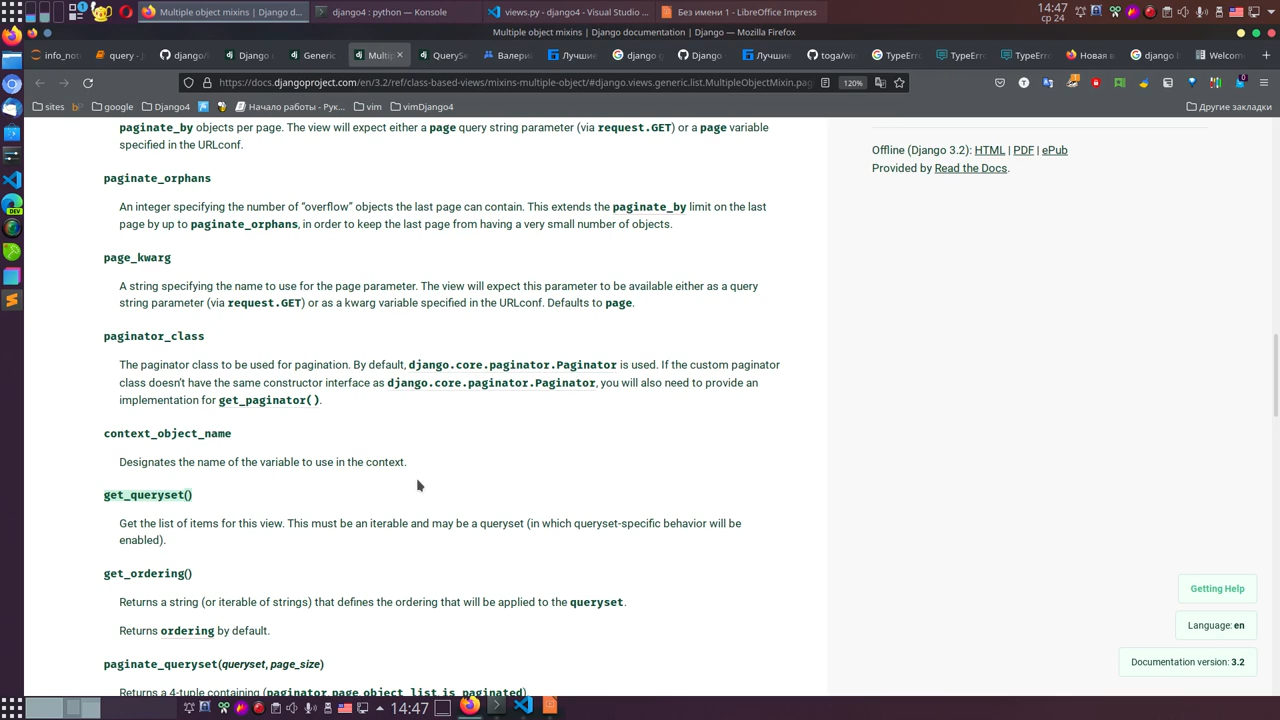 Multiple object mixins | Django d...
django4 : python — Konsole
views.py - django4 - Visual Studio ...
Без имени 1 - LibreOffice Impress
14:47
ср 24
Multiple object mixins | Django documentation | Django — Mozilla Firefox
info_note
query - j
django/
Django
Generic
Multip
QuerySe
Валери
Лучшие
django q
Django
Лучшие
toga/win
TypeErr
TypeErr
TypeErr
Новая в
django b
Welcom
https://docs.djangoproject.com/en/3.2/ref/class-based-views/mixins-multiple-object/#django.views.generic.list.MultipleObjectMixin.pag
120%
sites
google
Django4
Начало работы - Рук...
vim
vimDjango4
Другие закладки
paginate_by objects per page. The view will expect either a page query string parameter (via request.GET) or a page variable
specified in the URLconf.
paginate_orphans
An integer specifying the number of “overflow” objects the last page can contain. This extends the paginate_by limit on the last
page by up to paginate_orphans, in order to keep the last page from having a very small number of objects.
page_kwarg
A string specifying the name to use for the page parameter. The view will expect this parameter to be available either as a query
string parameter (via request.GET) or as a kwarg variable specified in the URLconf. Defaults to page.
paginator_class
The paginator class to be used for pagination. By default, django.core.paginator.Paginator is used. If the custom paginator
class doesn’t have the same constructor interface as django.core.paginator.Paginator, you will also need to provide an
implementation for get_paginator().
context_object_name
Designates the name of the variable to use in the context.
get_queryset()
Get the list of items for this view. This must be an iterable and may be a queryset (in which queryset-specific behavior will be
enabled).
get_ordering()
Returns a string (or iterable of strings) that defines the ordering that will be applied to the queryset.
Returns ordering by default.
paginate_queryset(queryset, page_size)
Returns a 4-tuple containing (paginator, page, object_list, is_paginated).
Offline (Django 3.2): HTML | PDF | ePub
Provided by Read the Docs.
Getting Help
Language: en
Documentation version: 3.2
14:47